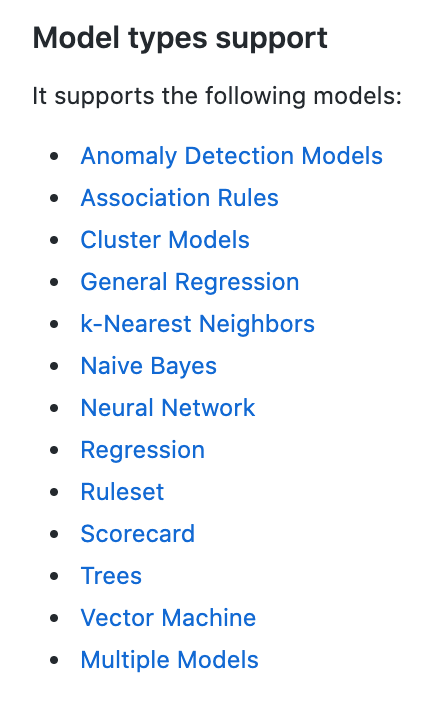 Model types support
It supports the following models:
• Anomaly Detection Models
• Association Rules
• Cluster Models
• General Regression
• k-Nearest Neighbors
• Naive Bayes
• Neural Network
• Regression
• Ruleset
• Scorecard
• Trees
• Vector Machine
• Multiple Models